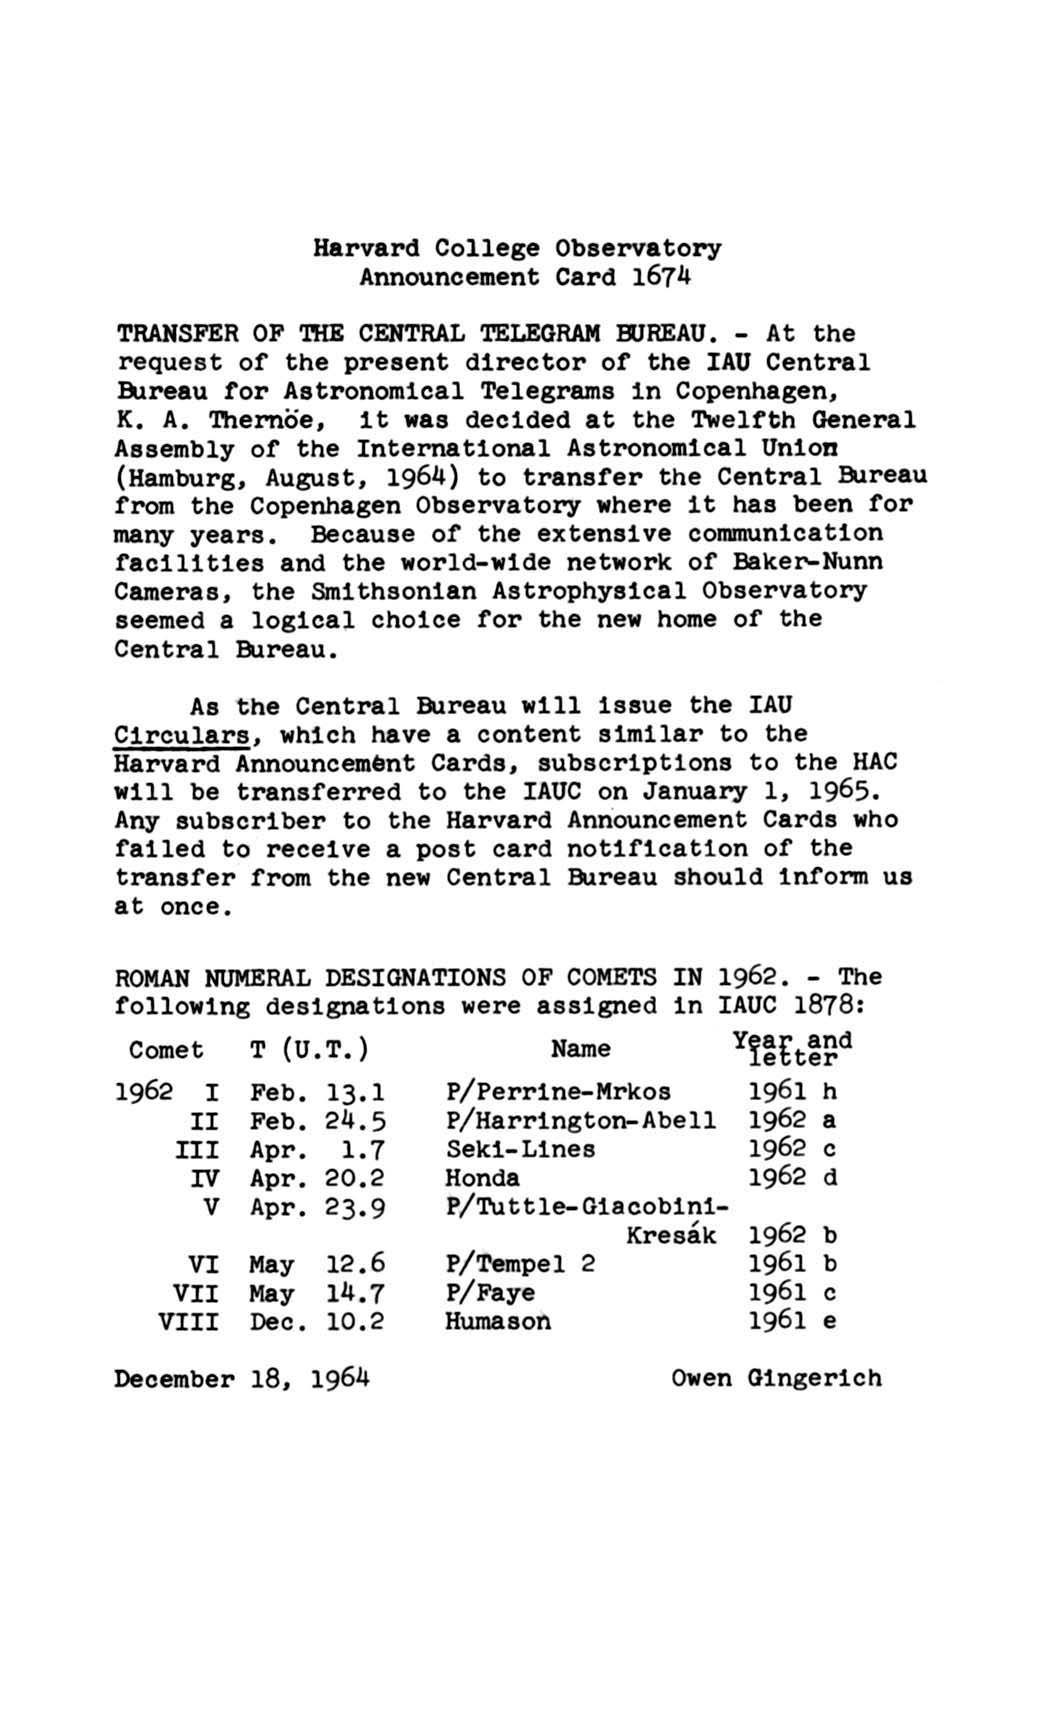 Harvard College Observatory
Announcement Card 1674
TRANSFER OF THE CENTRAL TELEGRAM BUREAU. - At the
request of the present director of the IAU Central
Bureau for Astronomical Telegrams in Copenhagen,
K. A. Thernöe, it was decided at the Twelfth General
Assembly of the International Astronomical Union
(Hamburg, August, 1964) to transfer the Central Bureau
from the Copenhagen Observatory where it has been for
many years. Because of the extensive communication
facilities and the world-wide network of Baker-Nunn
Cameras, the Smithsonian Astrophysical Observatory
seemed a logical choice for the new home of the
Central Bureau.
As the Central Bureau will issue the IAU
Circulars, which have a content similar to the
Harvard Announcement Cards, subscriptions to the HAC
will be transferred to the IAUC on January 1, 1965.
Any subscriber to the Harvard Announcement Cards who
failed to receive a post card notification of the
transfer from the new Central Bureau should inform us
at once.
ROMAN NUMERAL DESIGNATIONS OF COMETS IN 1962. - The
following designations were assigned in IAUC 1878:
Comet T (U.T.) Name Year and
letter
1962 I Feb. 13.1 P/Perrine-Mrkos 1961 h
II Feb. 24.5 P/Harrington-Abell 1962 a
III Apr. 1.7 Seki-Lines 1962 c
IV Apr. 20.2 Honda 1962 d
V Apr. 23.9 P/Tuttle-Giacobini-
Kresák 1962 b
VI May 12.6 P/Tempel 2 1961 b
VII May 14.7 P/Faye 1961 c
VIII Dec. 10.2 Humason 1961 e
December 18, 1964 Owen Gingerich